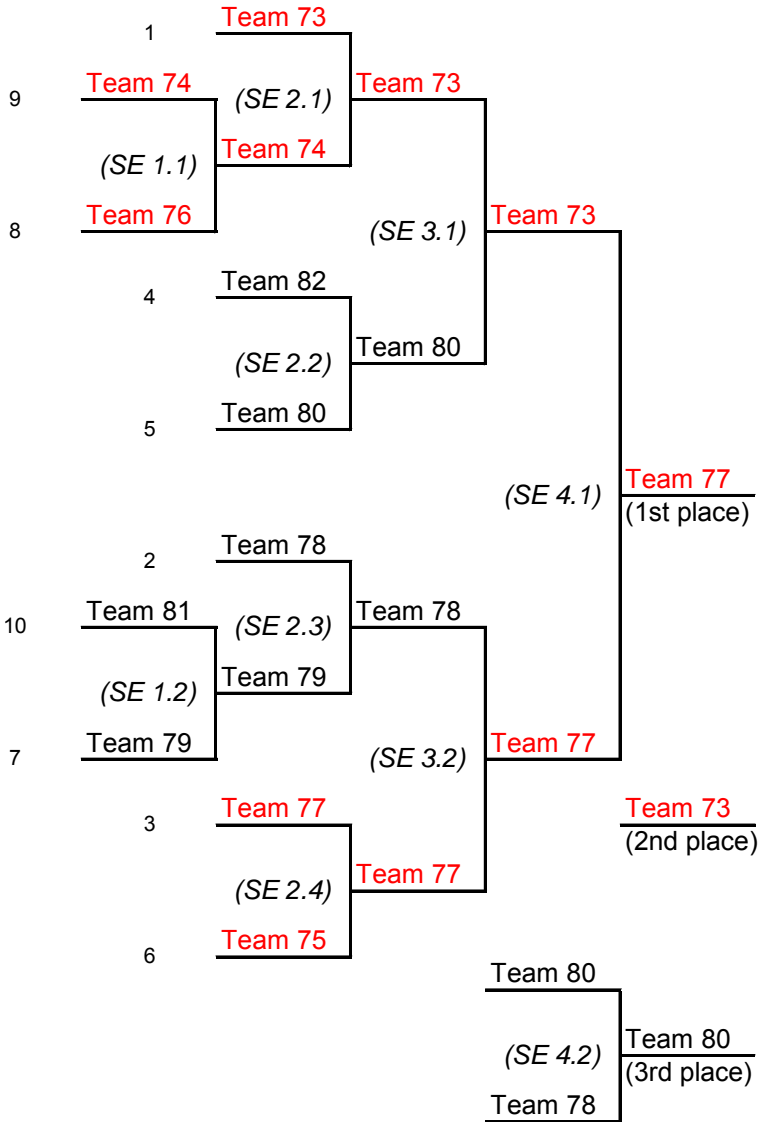 1 Team 73
9 Team 74 (SE 2.1) Team 73
(SE 1.1) Team 74
8 Team 76 (SE 3.1) Team 73
4 Team 82
(SE 2.2) Team 80
5 Team 80
(SE 4.1) Team 77
(1st place)
2 Team 78
10 Team 81 (SE 2.3) Team 78
(SE 1.2) Team 79
7 Team 79 (SE 3.2) Team 77
3 Team 77 Team 73
(2nd place)
(SE 2.4) Team 77
6 Team 75
Team 80
(SE 4.2) Team 80
(3rd place)
Team 78